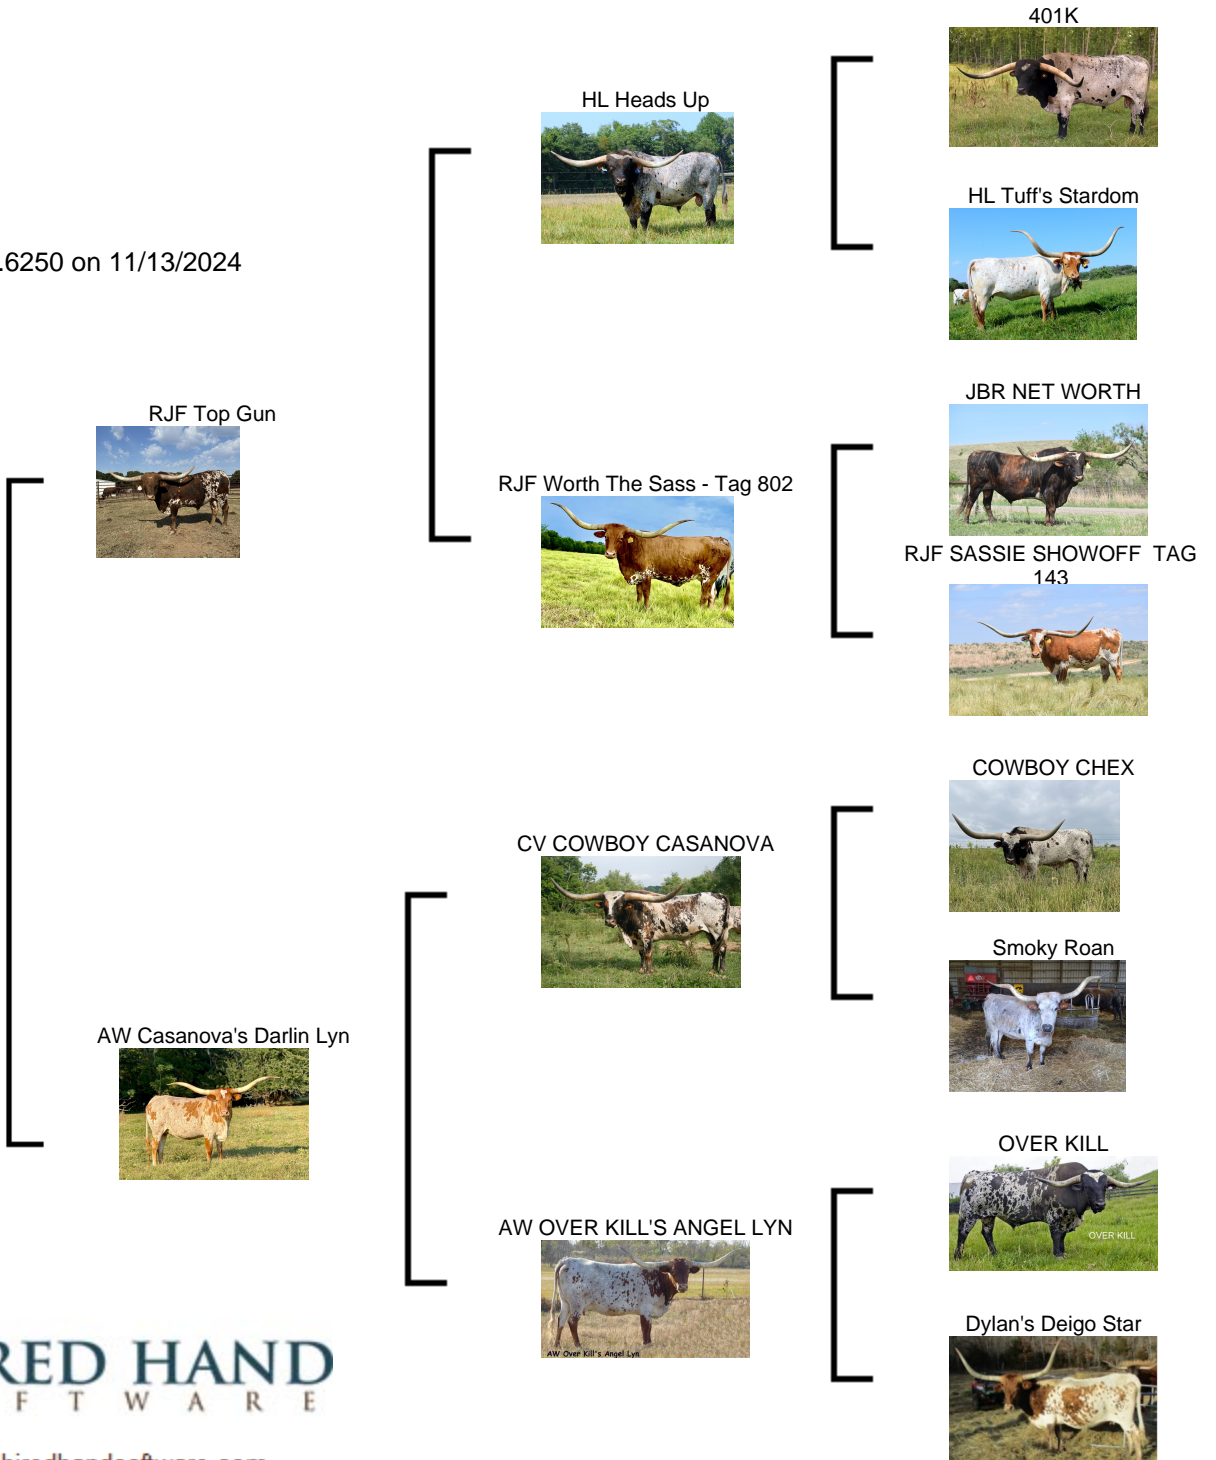 401K
HL Heads Up
HL Tuff's Stardom
.6250 on 11/13/2024
JBR NET WORTH
RJF Top Gun
RJF Worth The Sass - Tag 802
RJF SASSIE SHOWOFF TAG
143
COWBOY CHEX
CV COWBOY CASANOVA
Smoky Roan
AW Casanova's Darlin Lyn
OVER KILL
OVER KILL
AW OVER KILL'S ANGEL LYN
AW Over Kill's Angel Lyn
Dylan's Deigo Star
RED HAND
F T W A R E
hiredhandsoftware.com